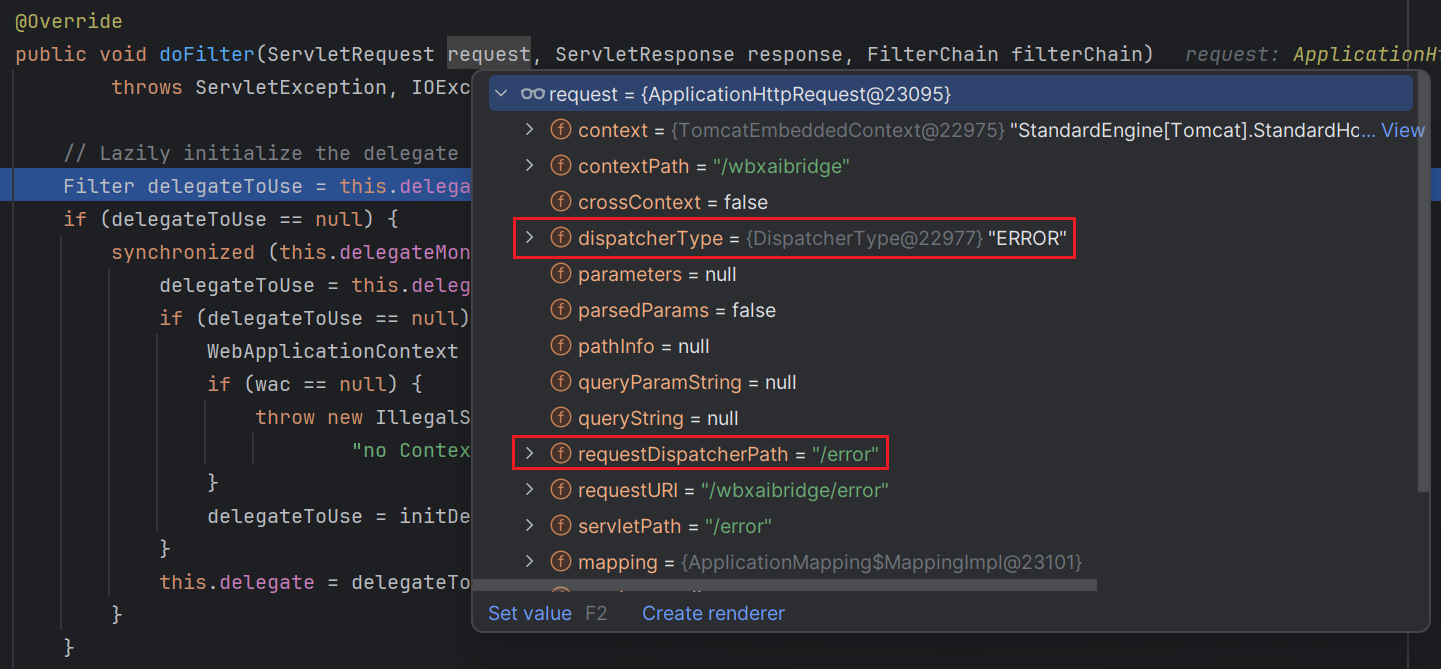 @Override
public void doFilter(ServletRequest request, ServletResponse response, FilterChain filterChain) request: ApplicationH
throws ServletException, IOExc
// Lazily initialize the delegate
Filter delegateToUse = this.delega
if (delegateToUse == null) {
synchronized (this.delegateMon
delegateToUse = this.deleg
if (delegateToUse == null)
WebApplicationContext
if (wac == null) {
throw new IllegalS
"no Contex
}
delegateToUse = initDe
}
this.delegate = delegateTo
}
}
request = {ApplicationHttpRequest@23095}
f context = {TomcatEmbeddedContext@22975} "StandardEngine[Tomcat].StandardHo... View
f contextPath = "/wbxaibridge"
f crossContext = false
f dispatcherType = {DispatcherType@22977} "ERROR"
f parameters = null
f parsedParams = false
f pathInfo = null
f queryParamString = null
f queryString = null
f requestDispatcherPath = "/error"
f requestURI = "/wbxaibridge/error"
f servletPath = "/error"
f mapping = {ApplicationMapping$MappingImpl@23101}
Set value F2 Create renderer